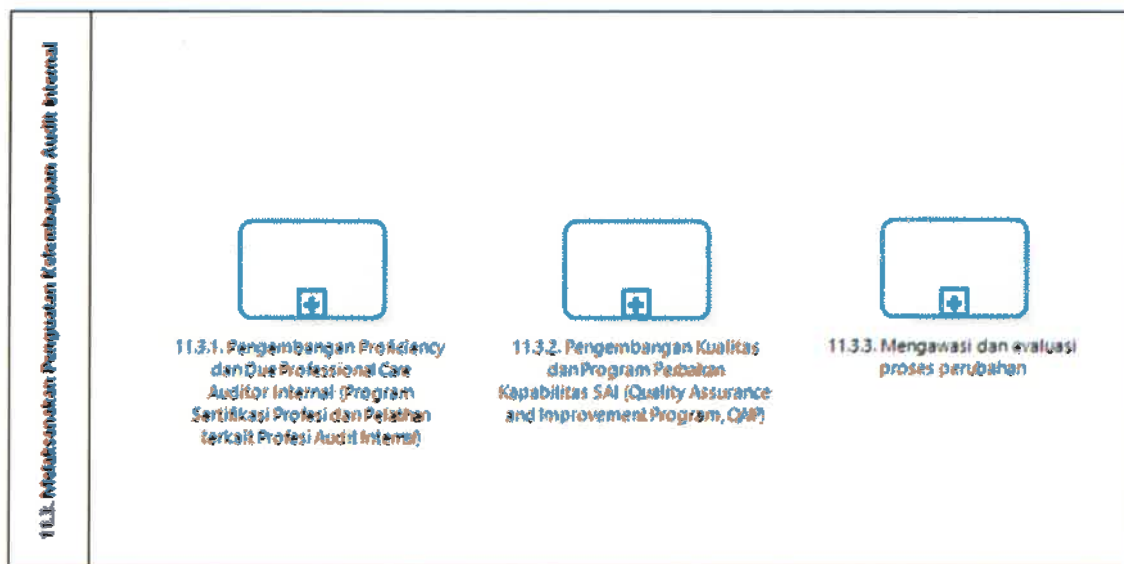 11.3. Melaksanakan Penguatan Kelembagaan Audit Internal
11.3.1. Pengembangan Proficiency
dan Due Professional Care
Auditor Internal (Program
Sertifikasi Profesi dan Pelatihan
terkait Profesi Audit Internal)
11.3.2. Pengembangan Kualitas
dan Program Perbaikan
Kapabilitas SAI (Quality Assurance
and Improvement Program, QAIP)
11.3.3. Mengawasi dan evaluasi
proses perubahan